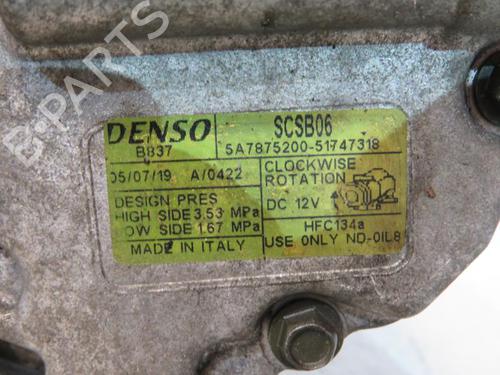 DENSO
B837
05/07/19 A/0422
DESIGN PRES
HIGH SIDE 3.53 MPa
LOW SIDE 1.67 MPa
MADE IN ITALY
SCSB06
5A7875200-51747318
CLOCKWISE
ROTATION
DC 12V
HFC134a
USE ONLY ND-OIL8
B-PARTS